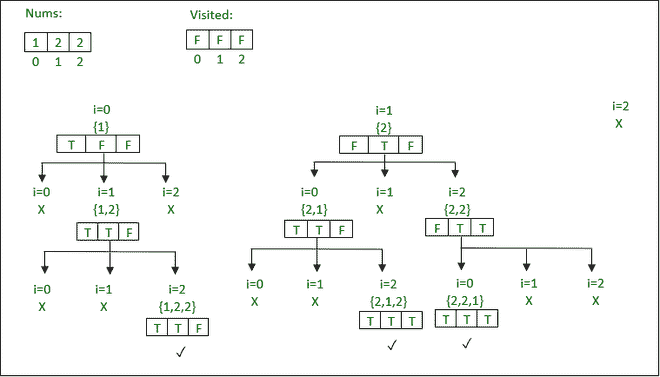 Nums: Visited:
1 2 2 F F F
0 1 2 0 1 2
i=0 i=1 i=2
{1} {2} X
T F F F T F
i=0 i=1 i=2 i=0 i=1 i=2
X {1,2} X {2,1} X {2,2}
T T F T T F F T T
i=0 i=1 i=2 i=0 i=1 i=2 i=0 i=1 i=2
X X {1,2,2} X X {2,1,2} {2,2,1} X X
T T F T T T T T T
✓ ✓ ✓